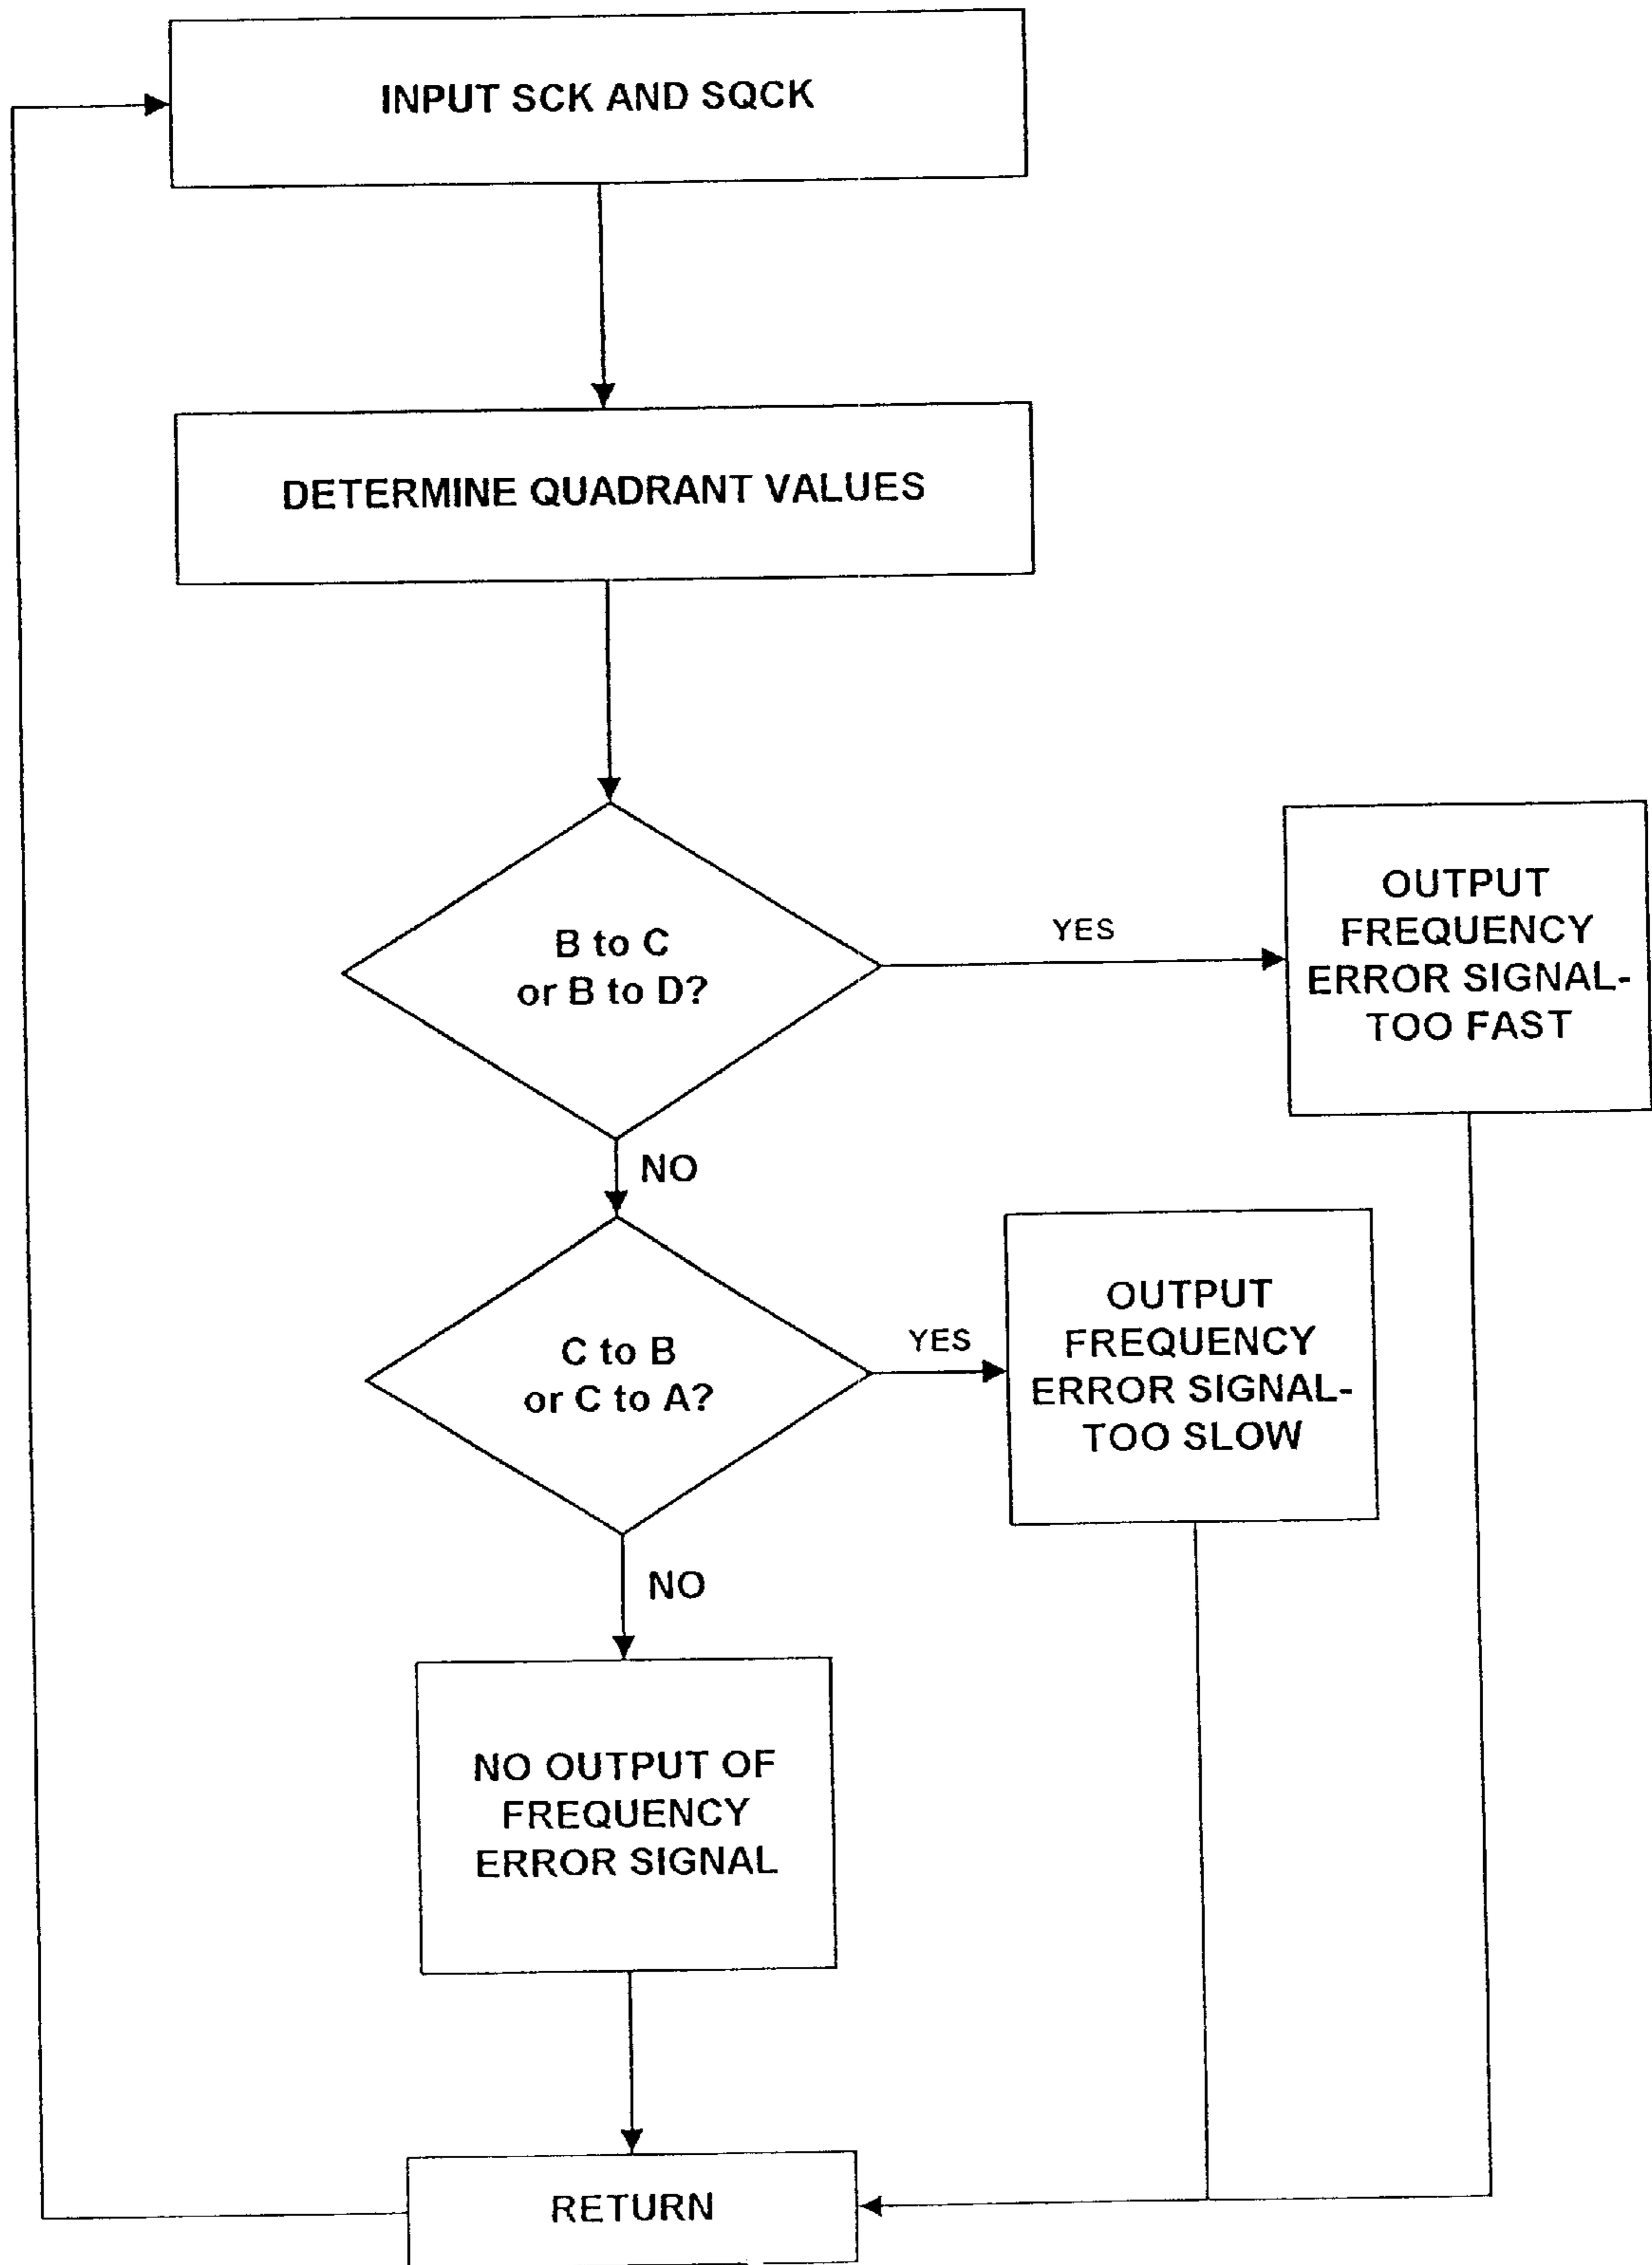 INPUT SCK AND SQCK
DETERMINE QUADRANT VALUES
B to C
or B to D?
YES
OUTPUT
FREQUENCY
ERROR SIGNAL-
TOO FAST
NO
C to B
or C to A?
YES
OUTPUT
FREQUENCY
ERROR SIGNAL-
TOO SLOW
NO
NO OUTPUT OF
FREQUENCY
ERROR SIGNAL
RETURN